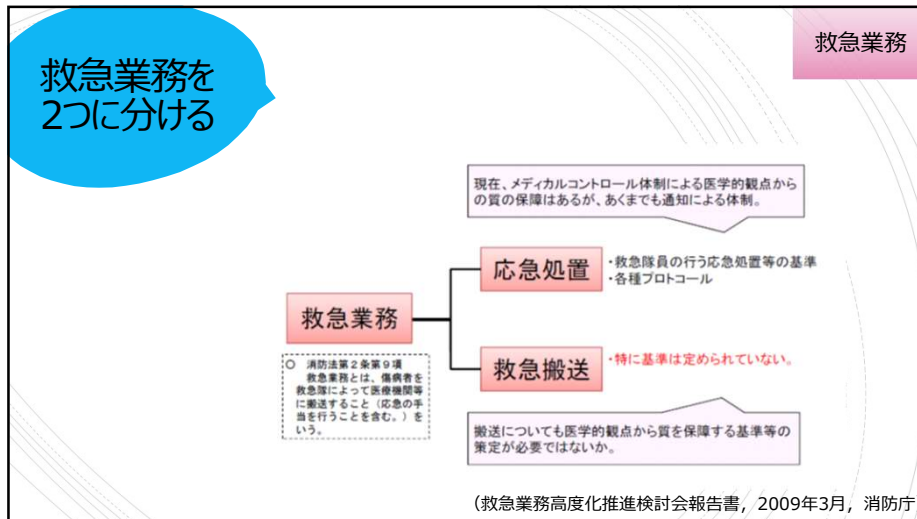 救急業務を
2つに分ける
救急業務
現在、メディカルコントロール体制による医学的観点から
の質の保障はあるが、あくまでも通知による体制。
応急処置
・救急隊員の行う応急処置等の基準
・各種プロトコール
救急業務
○ 消防法第2条第9項
救急業務とは、傷病者を
救急隊によって医療機関等
に搬送すること（応急の手
当を行うことを含む。）を
いう。
救急搬送
・特に基準は定められていない。
搬送についても医学的観点から質を保障する基準等の
策定が必要ではないか。
（救急業務高度化推進検討会報告書，2009年3月，消防庁